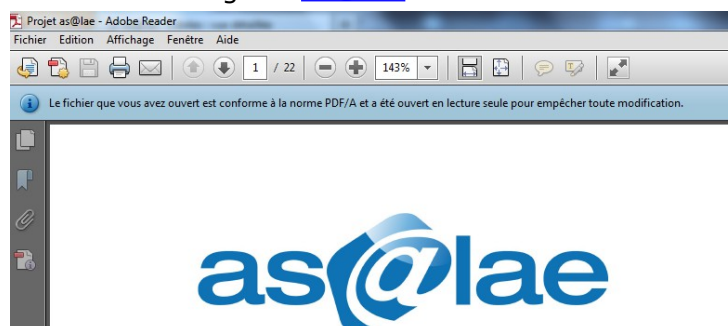 Projet as@lae - Adobe Reader
Fichier Edition Affichage Fenêtre Aide
1 / 22 143%
Le fichier que vous avez ouvert est conforme à la norme PDF/A et a été ouvert en lecture seule pour empêcher toute modification.
as@lae